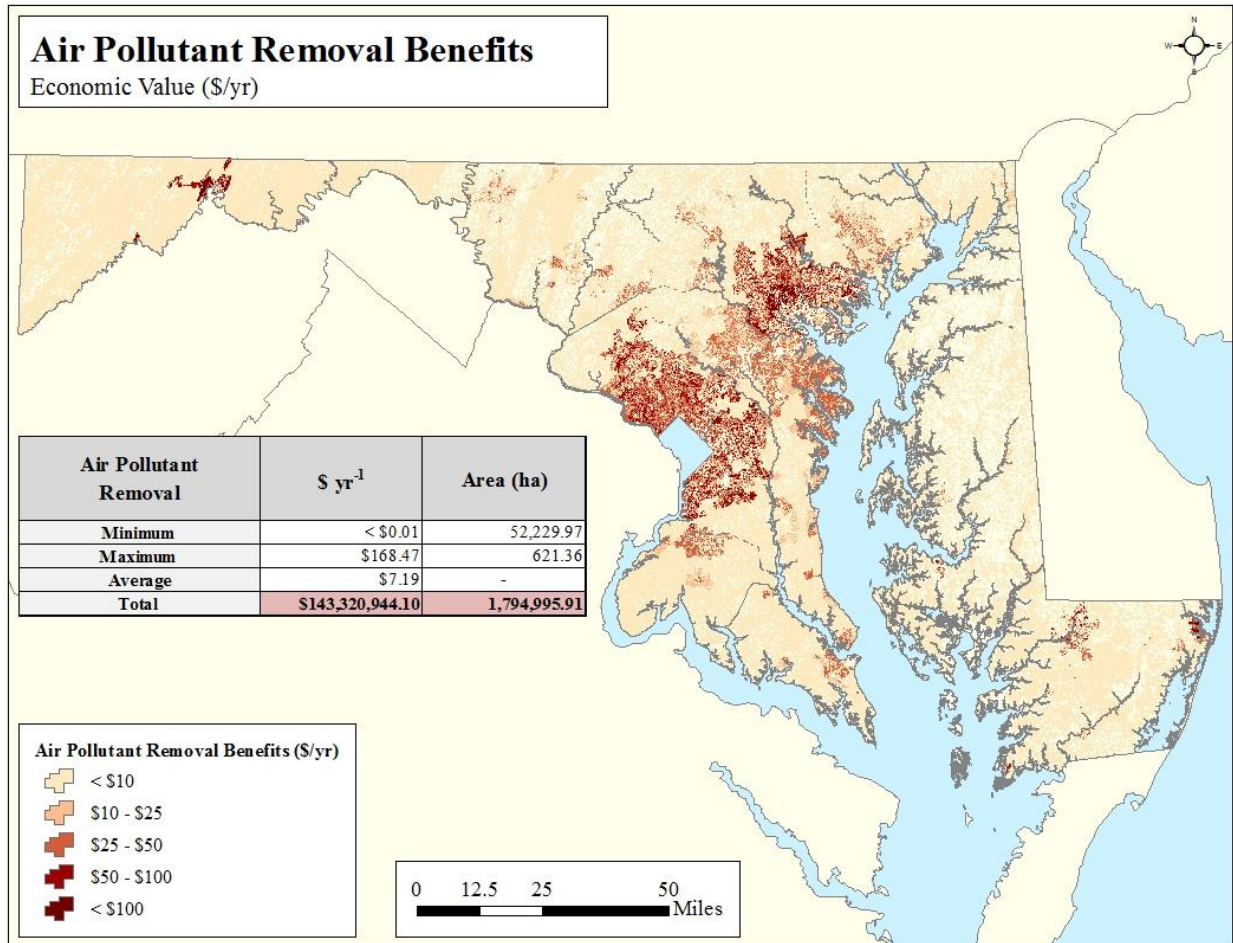 Air Pollutant Removal Benefits
Economic Value ($/yr)
N
W E
S
Air Pollutant
Removal
$ yr-1
Area (ha)
Minimum < $0.01 52,229.97
Maximum $168.47 621.36
Average $7.19 -
Total $143,320,944.10 1,794,995.91
Air Pollutant Removal Benefits ($/yr)
< $10
$10 - $25
$25 - $50
$50 - $100
< $100
0 12.5 25 50
Miles